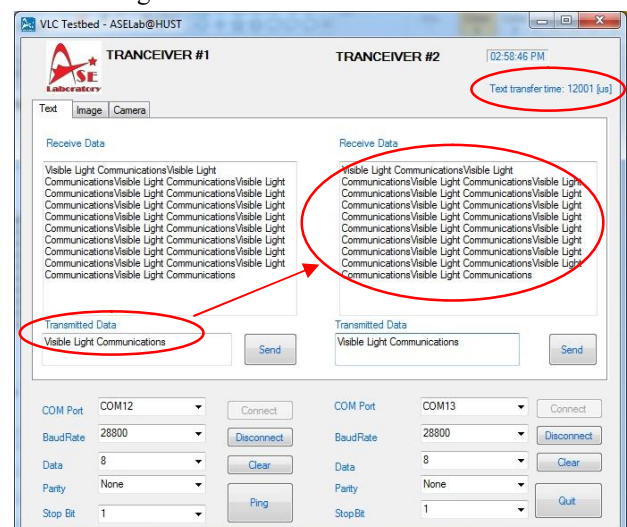 VLC Testbed - ASELab@HUST
ASE
Laboratory
TRANCEIVER #1
TRANCEIVER #2
02:58:46 PM
Text transfer time: 12001 [us]
Text Image Camera
Receive Data
Visible Light CommunicationsVisible Light
CommunicationsVisible Light CommunicationsVisible Light
CommunicationsVisible Light CommunicationsVisible Light
CommunicationsVisible Light CommunicationsVisible Light
CommunicationsVisible Light CommunicationsVisible Light
CommunicationsVisible Light CommunicationsVisible Light
CommunicationsVisible Light CommunicationsVisible Light
CommunicationsVisible Light CommunicationsVisible Light
CommunicationsVisible Light CommunicationsVisible Light
CommunicationsVisible Light Communications
Receive Data
Visible Light CommunicationsVisible Light
CommunicationsVisible Light CommunicationsVisible Light
CommunicationsVisible Light CommunicationsVisible Light
CommunicationsVisible Light CommunicationsVisible Light
CommunicationsVisible Light CommunicationsVisible Light
CommunicationsVisible Light CommunicationsVisible Light
CommunicationsVisible Light CommunicationsVisible Light
CommunicationsVisible Light CommunicationsVisible Light
CommunicationsVisible Light CommunicationsVisible Light
CommunicationsVisible Light Communications
Transmitted Data
Visible Light Communications
Send
Transmitted Data
Visible Light Communications
Send
COM Port COM12 Connect
BaudRate 28800 Disconnect
Data 8 Clear
Parity None
Ping
Stop Bit 1
COM Port COM13 Connect
BaudRate 28800 Disconnect
Data 8 Clear
Parity None
Quit
StopBit 1